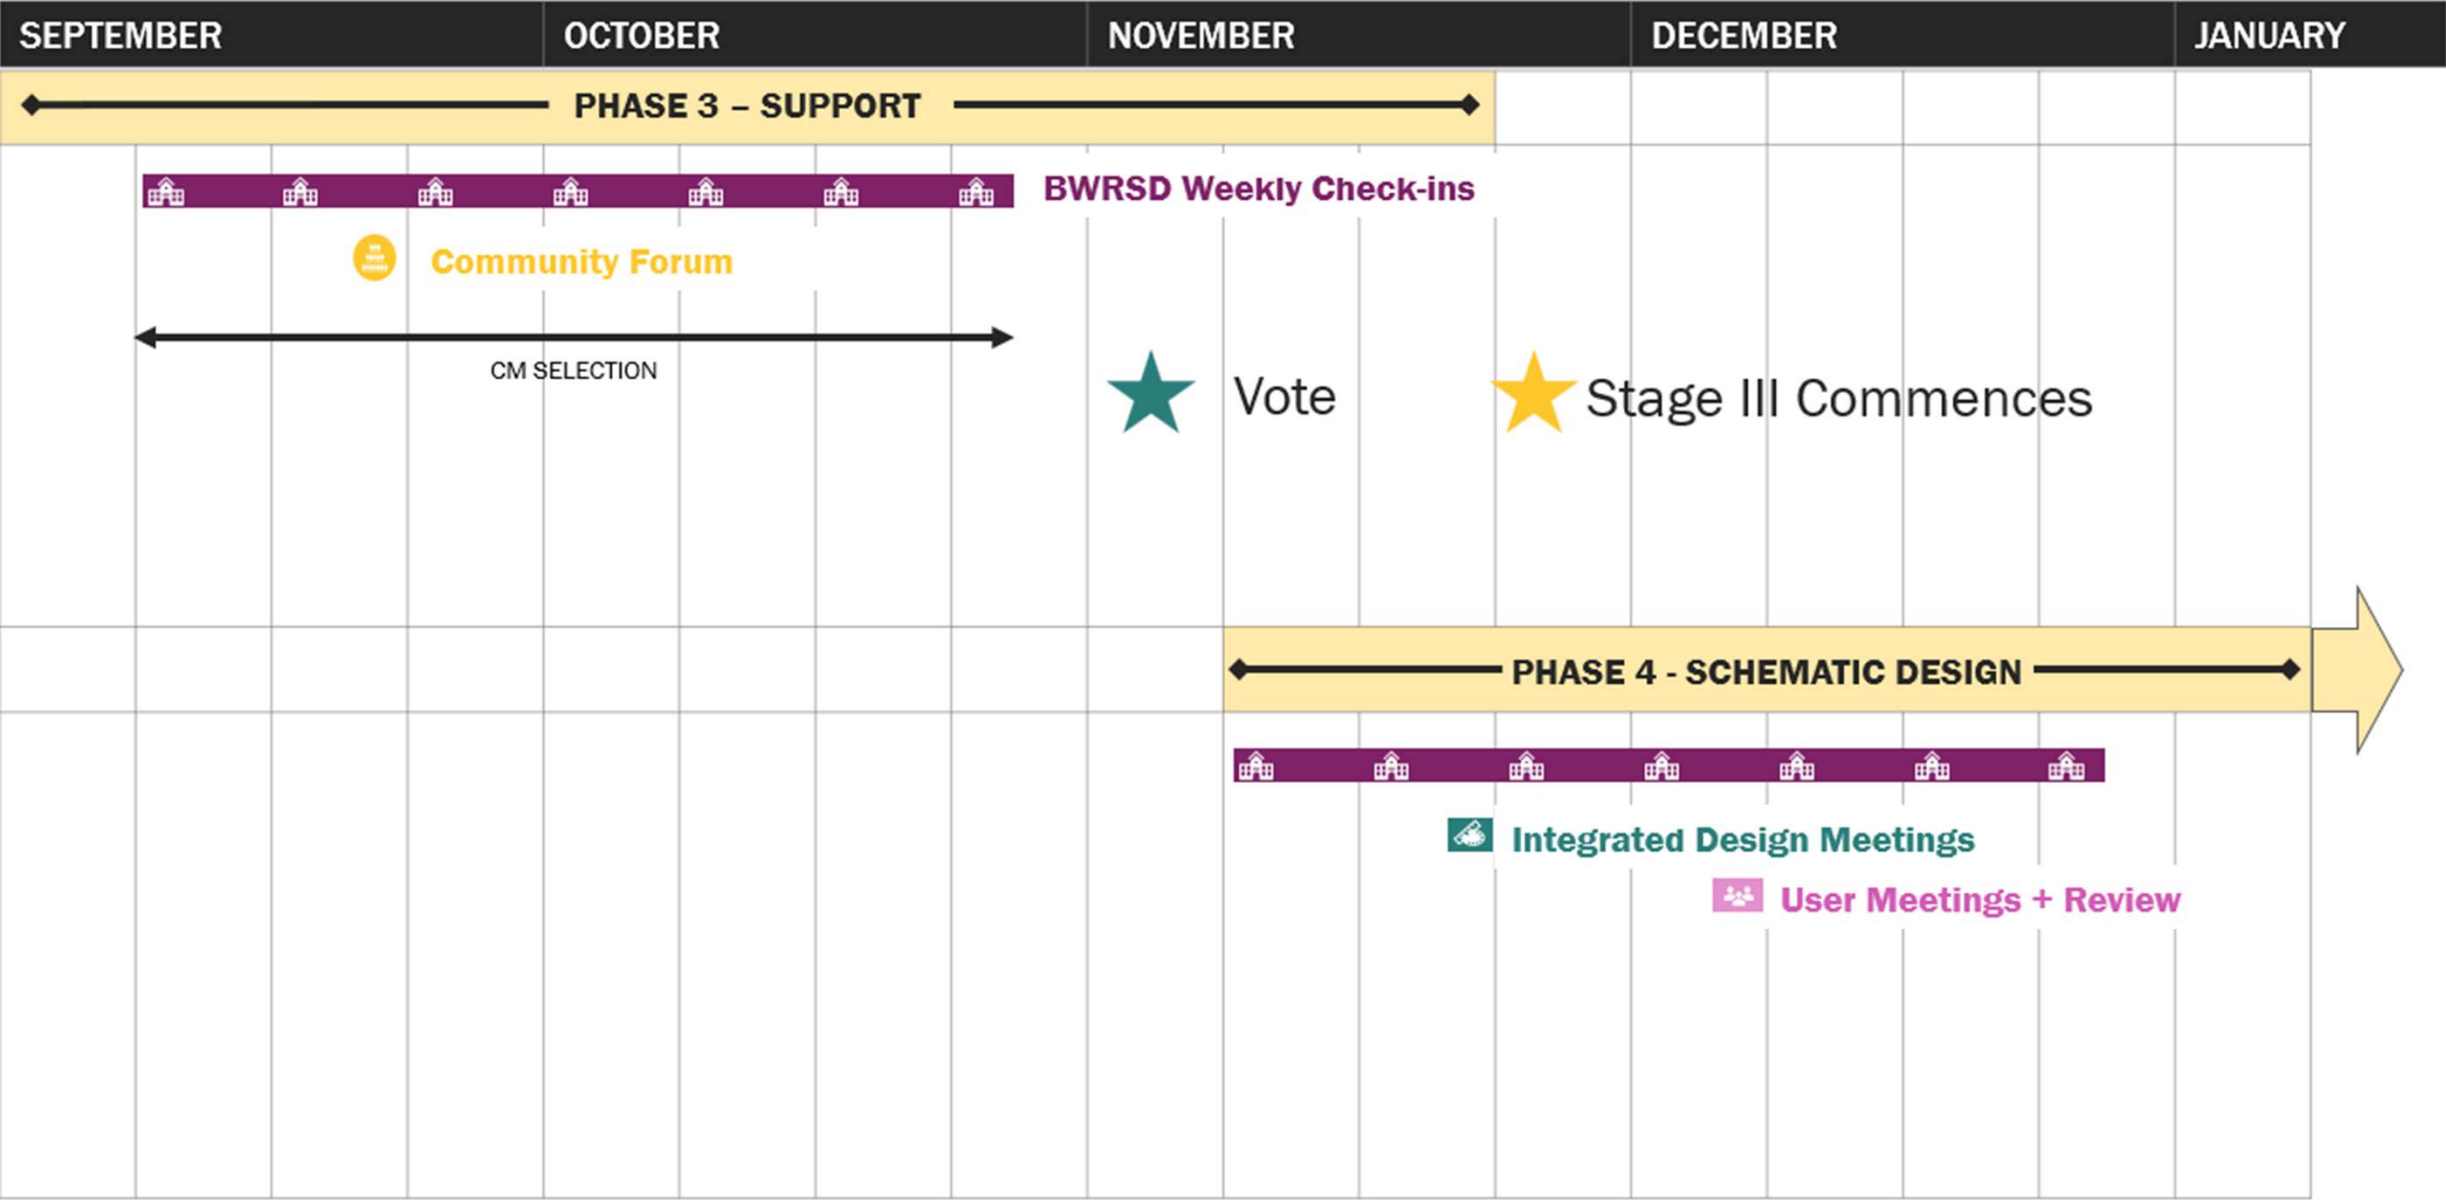 SEPTEMBER OCTOBER NOVEMBER DECEMBER JANUARY
PHASE 3 – SUPPORT
BWRSD Weekly Check-ins
Community Forum
CM SELECTION
Vote
Stage III Commences
PHASE 4 - SCHEMATIC DESIGN
Integrated Design Meetings
User Meetings + Review